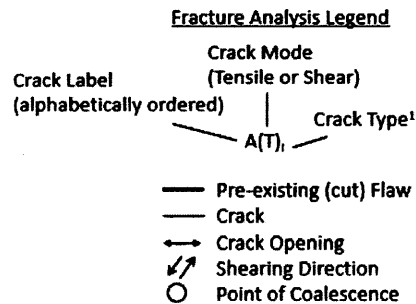 Fracture Analysis Legend
Crack Mode
(Tensile or Shear)
Crack Label
(alphabetically ordered)
Crack Type¹
A(T)ᵢ
Pre-existing (cut) Flaw
Crack
Crack Opening
Shearing Direction
Point of Coalescence